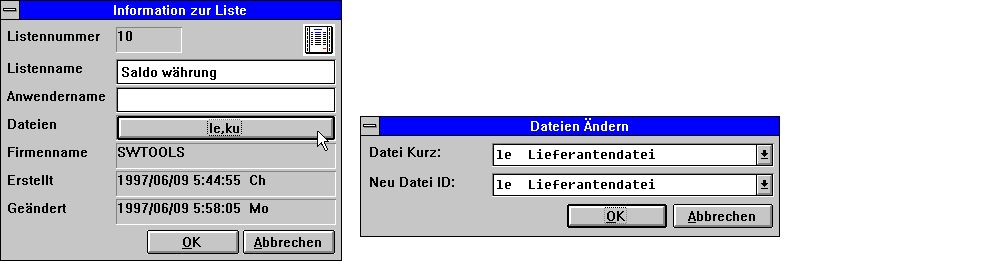 Information zur Liste
Listennummer 10
Listenname Saldo währung
Anwendername
Dateien le,ku
Firmenname SWTOOLS
Erstellt 1997/06/09 5:44:55 Ch
Geändert 1997/06/09 5:58:05 Mo
OK Abbrechen
Dateien Ändern
Datei Kurz: le Lieferantendatei
Neu Datei ID: le Lieferantendatei
OK Abbrechen